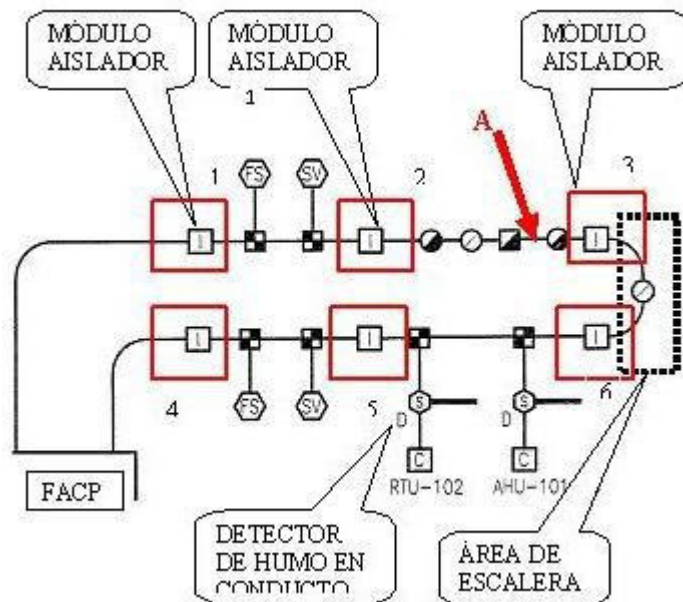 MÓDULO
AISLADOR
MÓDULO
AISLADOR
1
MÓDULO
AISLADOR
A
1
FS
SV
2
3
I
I
I
I
I
I
4
FS
SV
5
6
D
S
D
S
C
C
RTU-102
AHU-101
FACP
DETECTOR
DE HUMO EN
CONDUCTO
ÁREA DE
ESCALERA